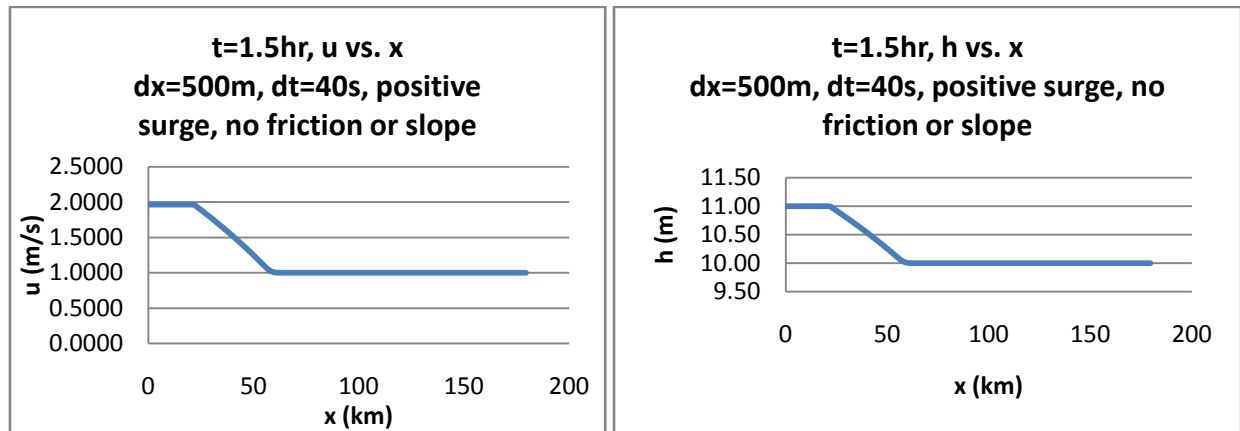 t=1.5hr, u vs. x
dx=500m, dt=40s, positive
surge, no friction or slope
2.5000
2.0000
1.5000
1.0000
0.5000
0.0000
u (m/s)
0 50 100 150 200
x (km)
t=1.5hr, h vs. x
dx=500m, dt=40s, positive surge, no
friction or slope
11.50
11.00
10.50
10.00
9.50
h (m)
0 50 100 150 200
x (km)